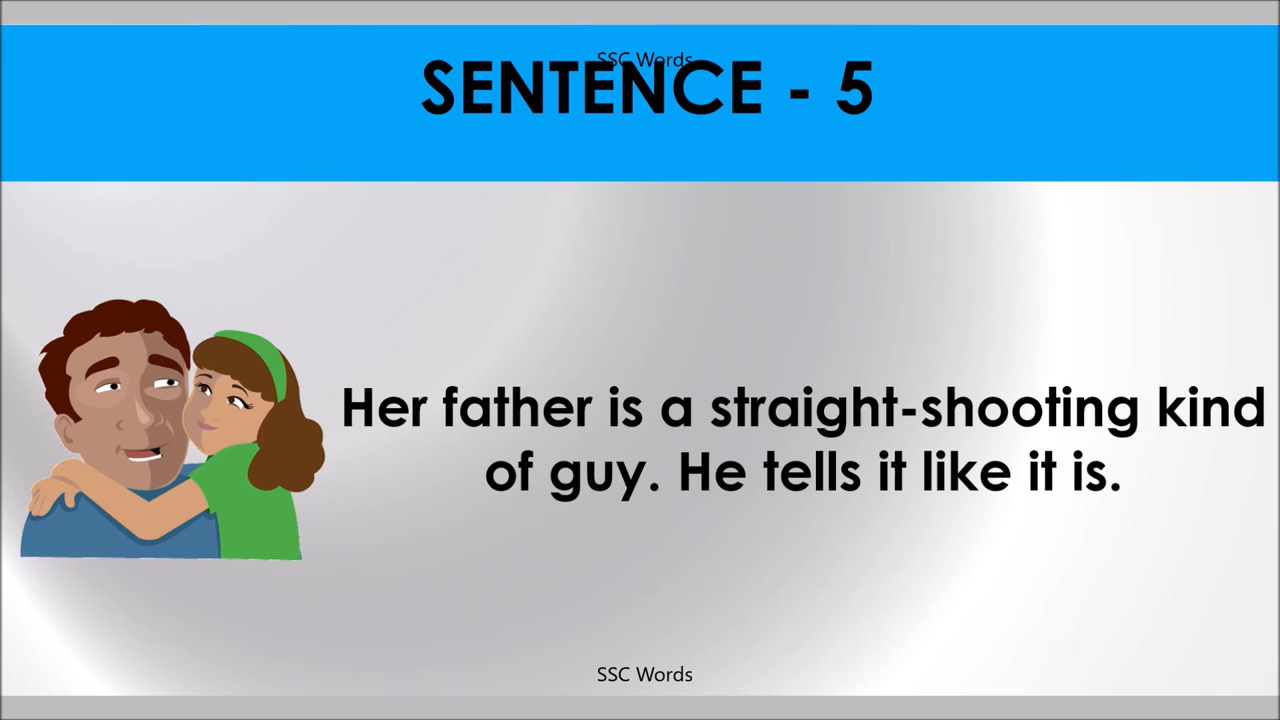 SSC Words
SENTENCE - 5
Her father is a straight-shooting kind
of guy. He tells it like it is.
SSC Words